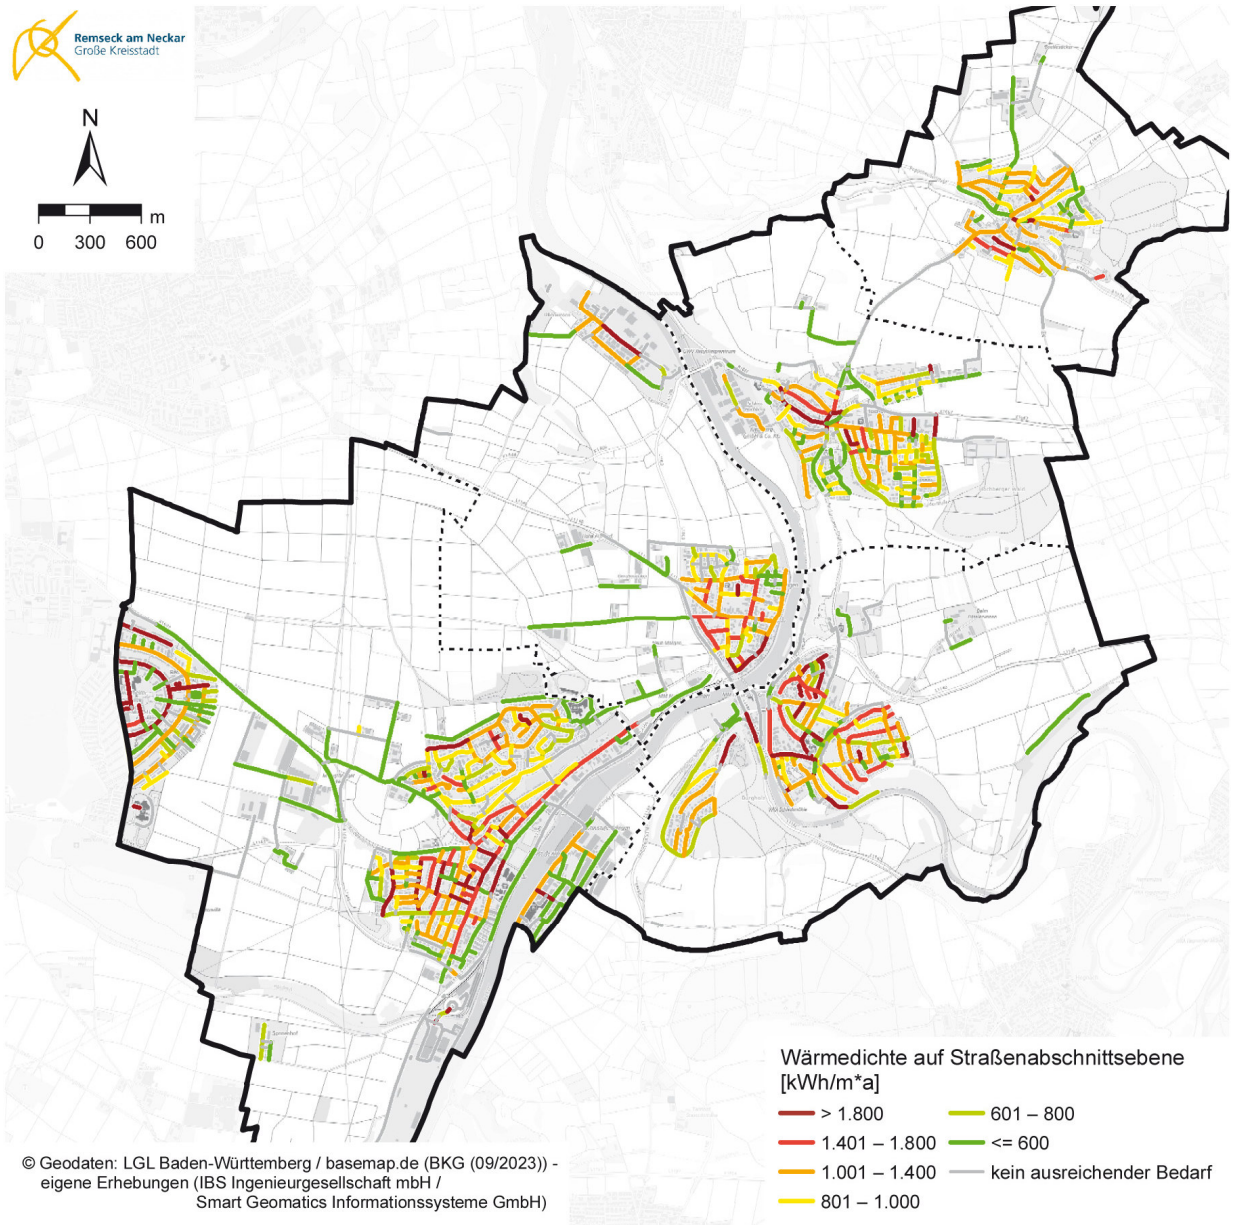 Remseck am Neckar
Große Kreisstadt
N
m
0 300 600
Wärmedichte auf Straßenabschnittsebene
[kWh/m*a]
> 1.800
1.401 – 1.800
1.001 – 1.400
801 – 1.000
601 – 800
<= 600
kein ausreichender Bedarf
© Geodaten: LGL Baden-Württemberg / basemap.de (BKG (09/2023)) -
eigene Erhebungen (IBS Ingenieurgesellschaft mbH /
Smart Geomatics Informationssysteme GmbH)